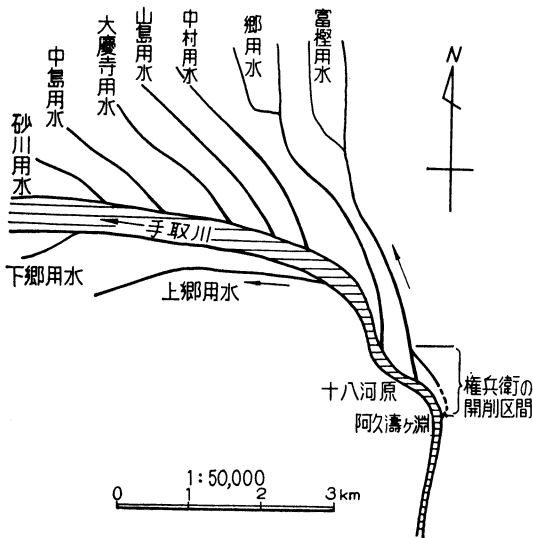 富樫用水
郷用水
中村用水
山島用水
大慶寺用水
中島用水
砂川用水
N
手取川
下郷用水
上郷用水
十八河原
阿久濤ヶ淵
権兵衛の
開削区間
1:50,000
0 1 2 3 km